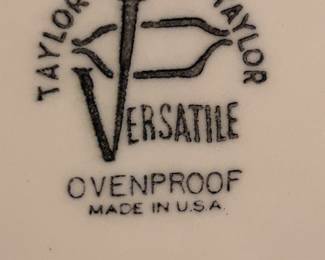 TAYLOR TAYLOR
VERSATILE
OVENPROOF
MADE IN U.S.A.